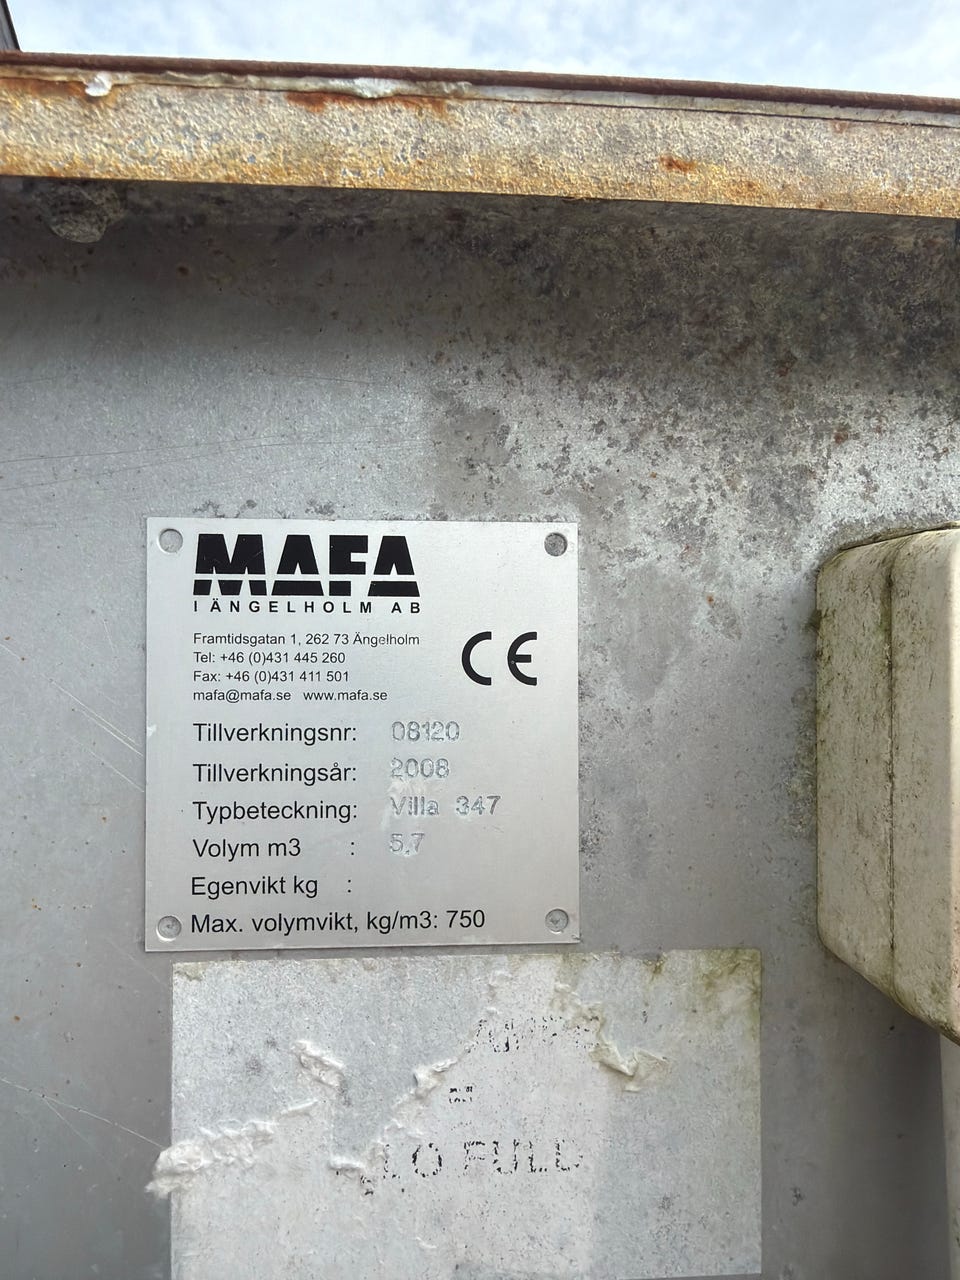 MAFA
I ÄNGELHOLM AB
Framtidsgatan 1, 262 73 Ängelholm
Tel: +46 (0)431 445 260
Fax: +46 (0)431 411 501
mafa@mafa.se www.mafa.se
CE
Tillverkningsnr: 08120
Tillverkningsår: 2008
Typbeteckning: Villa 347
Volym m3 : 5,7
Egenvikt kg :
Max. volymvikt, kg/m3: 750
LO FULD